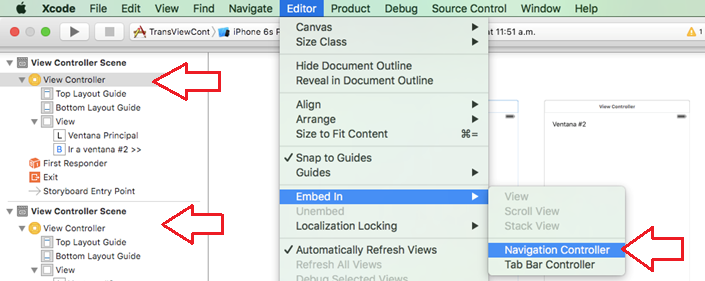 Xcode File Edit View Find Navigate Editor Product Debug Source Control Window
TransViewCont
iPhone 6s P
at 11:51 a.m.
1
View Controller Scene
View Controller
Top Layout Guide
Bottom Layout Guide
View
L Ventana Principal
B Ir a ventana #2 >>
First Responder
Exit
Storyboard Entry Point
View Controller Scene
View Controller
Top Layout Guide
Bottom Layout Guide
View
Canvas
Size Class
Hide Document Outline
Reveal in Document Outline
Align
Arrange
Size to Fit Content ⌘=
✓ Snap to Guides
Guides
Embed In
Unembed
Localization Locking
✓ Automatically Refresh Views
Refresh All Views
Debug Selected Views
View
Scroll View
Stack View
Navigation Controller
Tab Bar Controller
View Controller
Ventana #2